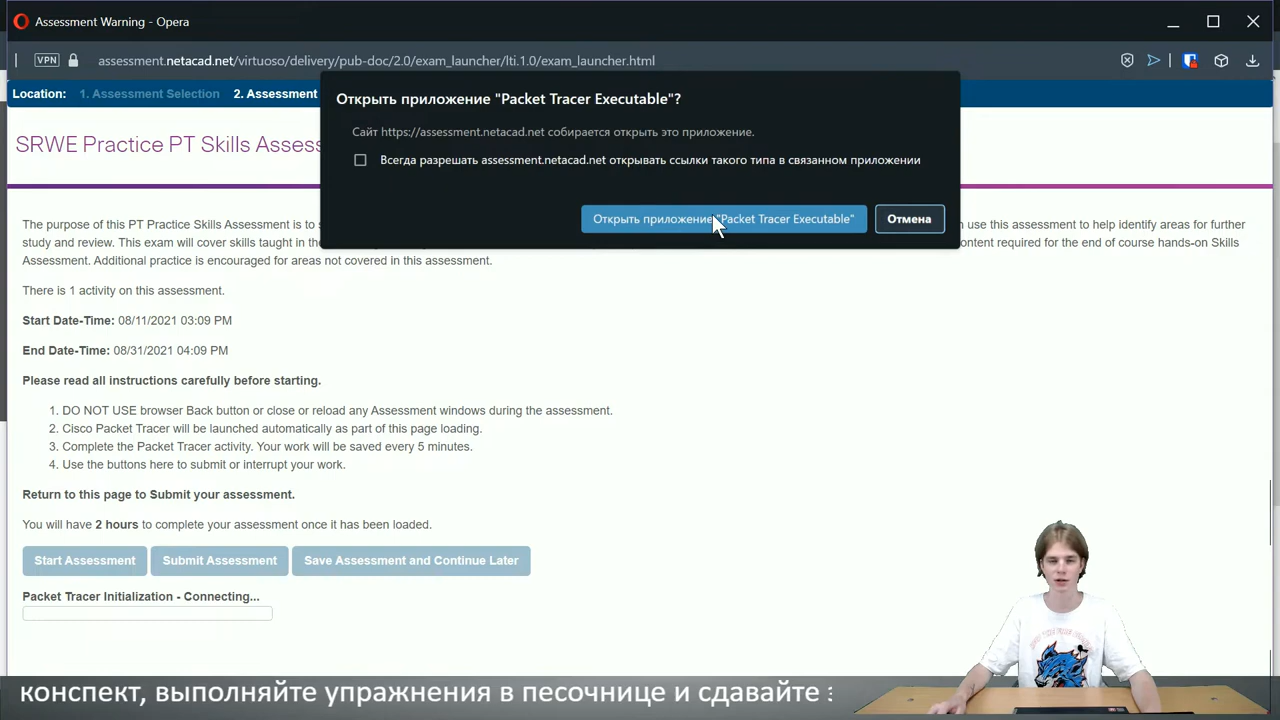 Assessment Warning - Opera
VPN
assessment.netacad.net/virtuoso/delivery/pub-doc/2.0/exam_launcher/lti.1.0/exam_launcher.html
Location: 1. Assessment Selection 2. Assessment
Открыть приложение "Packet Tracer Executable"?
Сайт https://assessment.netacad.net собирается открыть это приложение.
Всегда разрешать assessment.netacad.net открывать ссылки такого типа в связанном приложении
Открыть приложение "Packet Tracer Executable"
Отмена
SRWE Practice PT Skills Assess
The purpose of this PT Practice Skills Assessment is to s n use this assessment to help identify areas for further
study and review. This exam will cover skills taught in the ontent required for the end of course hands-on Skills
Assessment. Additional practice is encouraged for areas not covered in this assessment.
There is 1 activity on this assessment.
Start Date-Time: 08/11/2021 03:09 PM
End Date-Time: 08/31/2021 04:09 PM
Please read all instructions carefully before starting.
1. DO NOT USE browser Back button or close or reload any Assessment windows during the assessment.
2. Cisco Packet Tracer will be launched automatically as part of this page loading.
3. Complete the Packet Tracer activity. Your work will be saved every 5 minutes.
4. Use the buttons here to submit or interrupt your work.
Return to this page to Submit your assessment.
You will have 2 hours to complete your assessment once it has been loaded.
Start Assessment
Submit Assessment
Save Assessment and Continue Later
Packet Tracer Initialization - Connecting...
конспект, выполняйте упражнения в песочнице и сдавайте